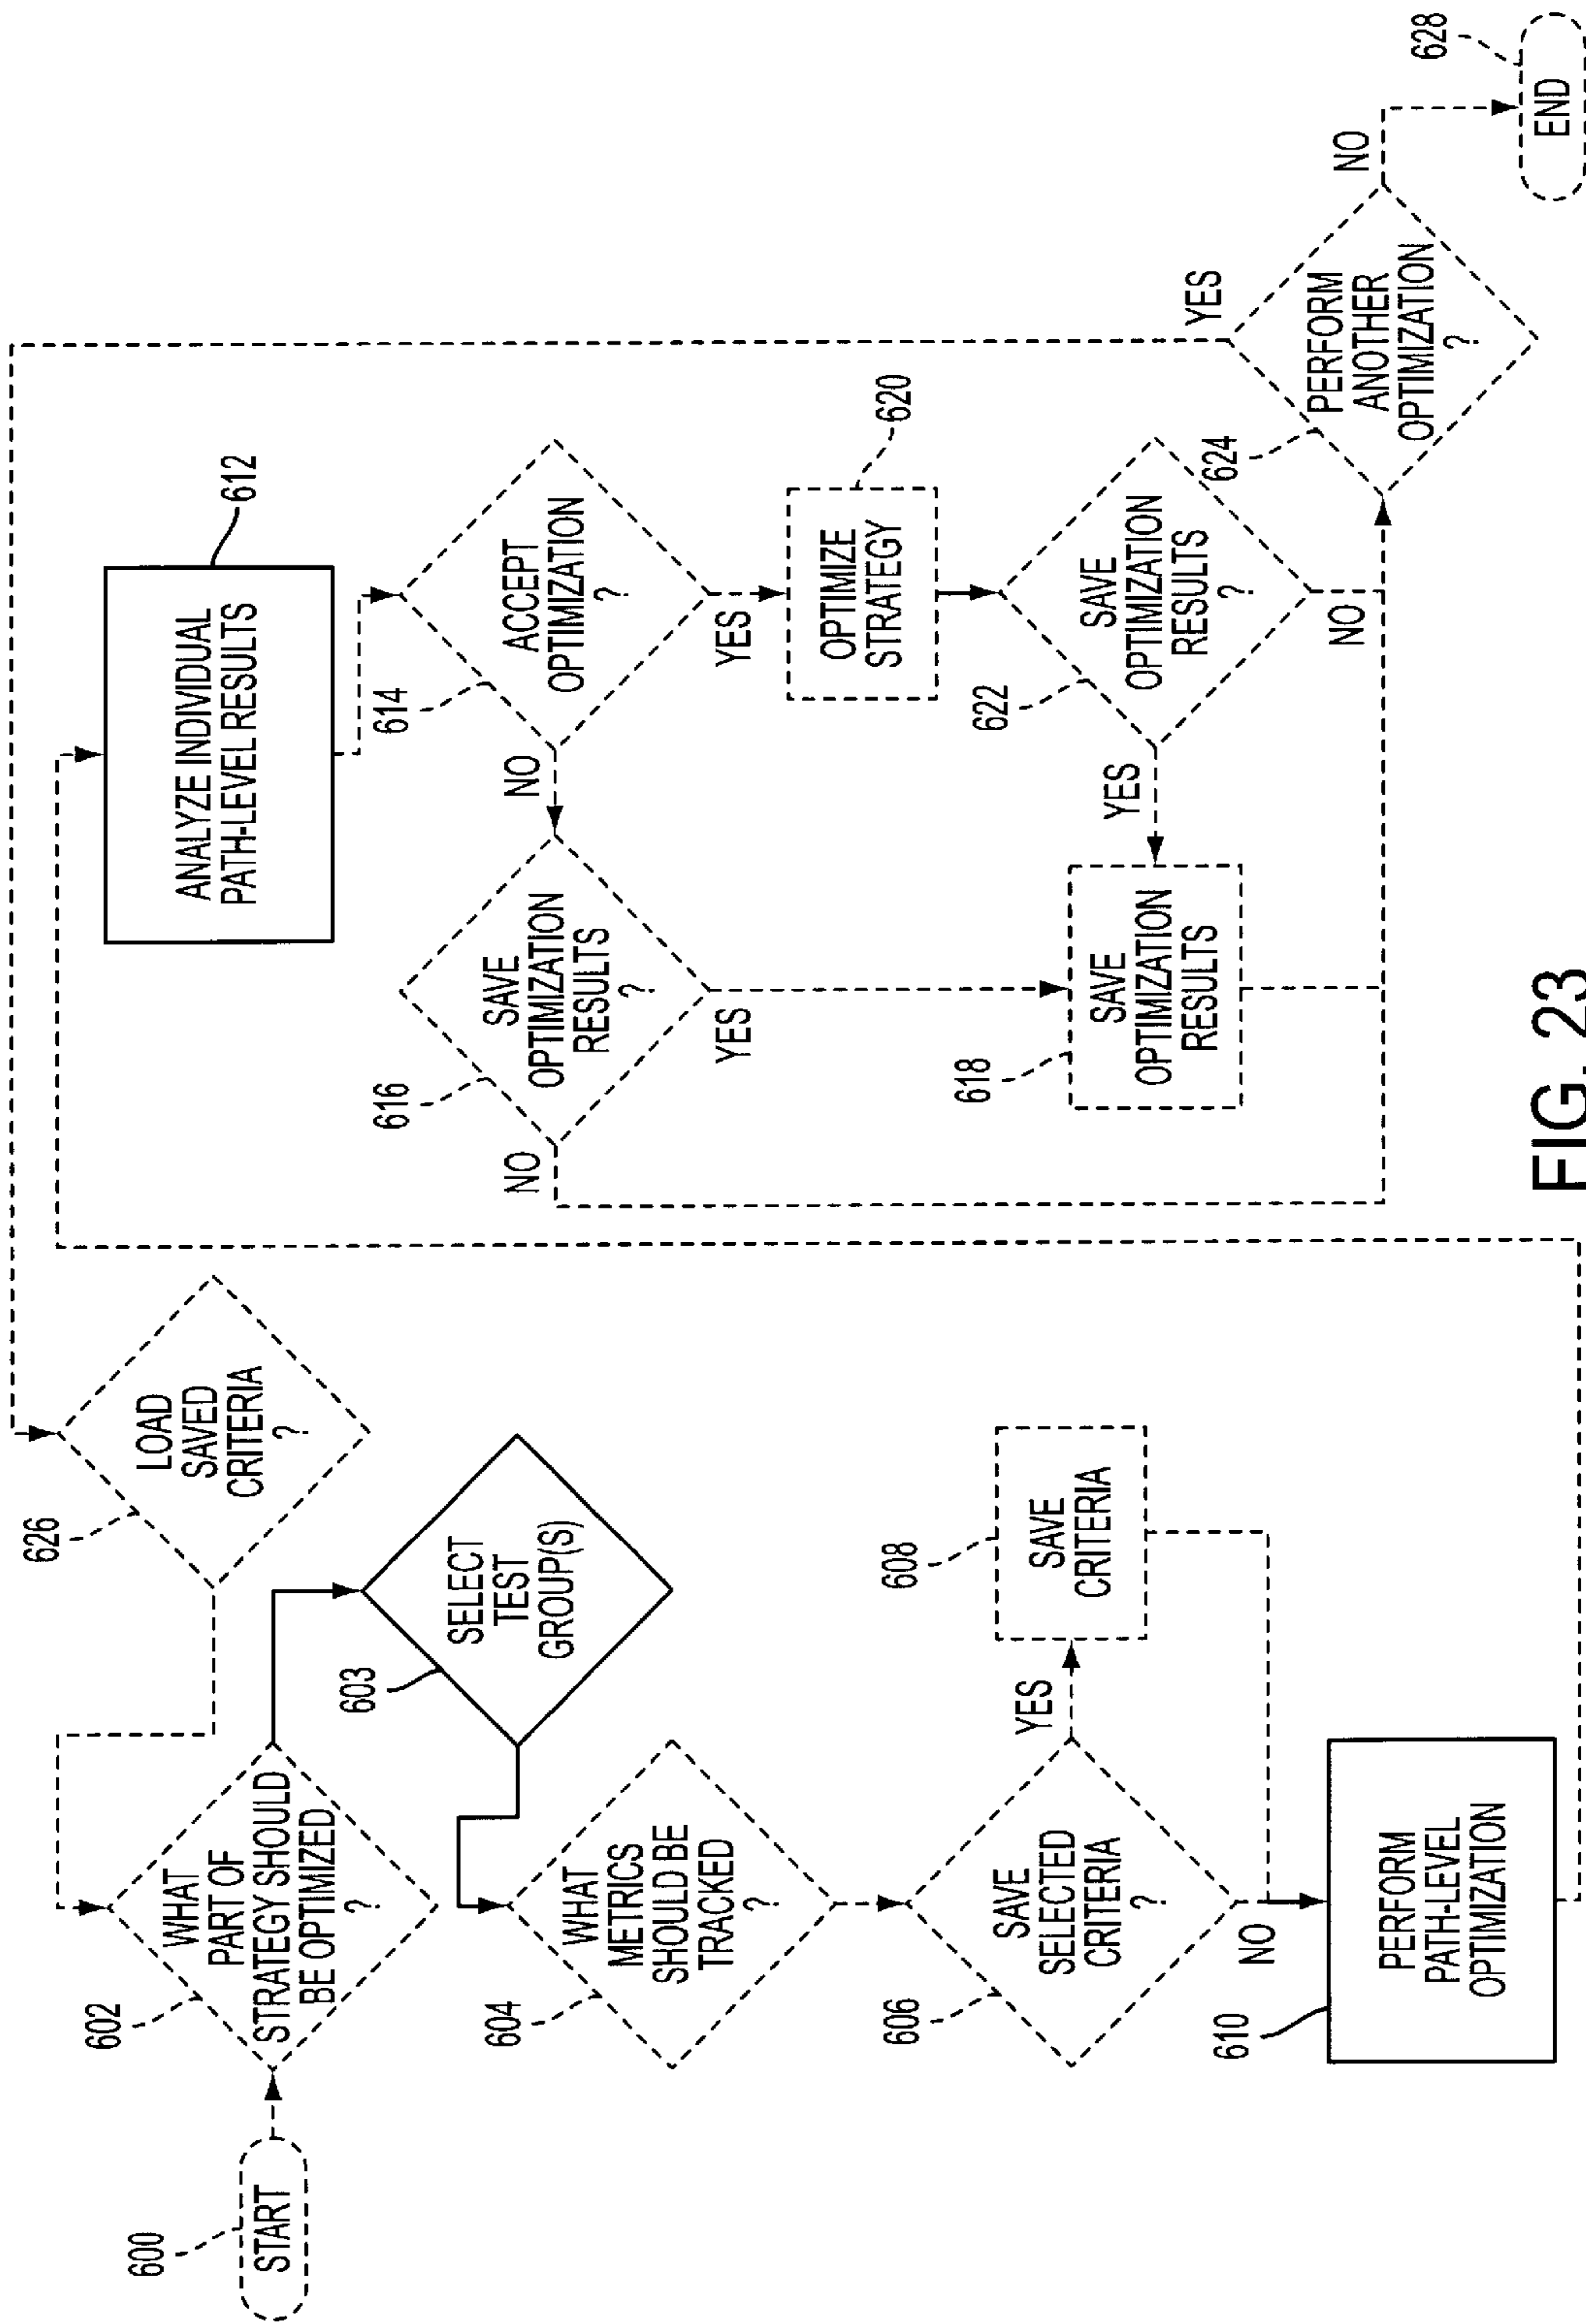 600
START
602
WHAT
PART OF
STRATEGY SHOULD
BE OPTIMIZED
?
626
LOAD
SAVED
CRITERIA
?
603
SELECT
TEST
GROUP(S)
604
WHAT
METRICS
SHOULD BE
TRACKED
?
606
SAVE
SELECTED
CRITERIA
?
YES
NO
608
SAVE
CRITERIA
610
PERFORM
PATH-LEVEL
OPTIMIZATION
612
ANALYZE INDIVIDUAL
PATH-LEVEL RESULTS
614
ACCEPT
OPTIMIZATION
?
NO
YES
616
SAVE
OPTIMIZATION
RESULTS
?
NO
YES
620
OPTIMIZE
STRATEGY
622
SAVE
OPTIMIZATION
RESULTS
?
YES
NO
618
SAVE
OPTIMIZATION
RESULTS
624
PERFORM
ANOTHER
OPTIMIZATION
?
YES
NO
628
END
FIG. 23